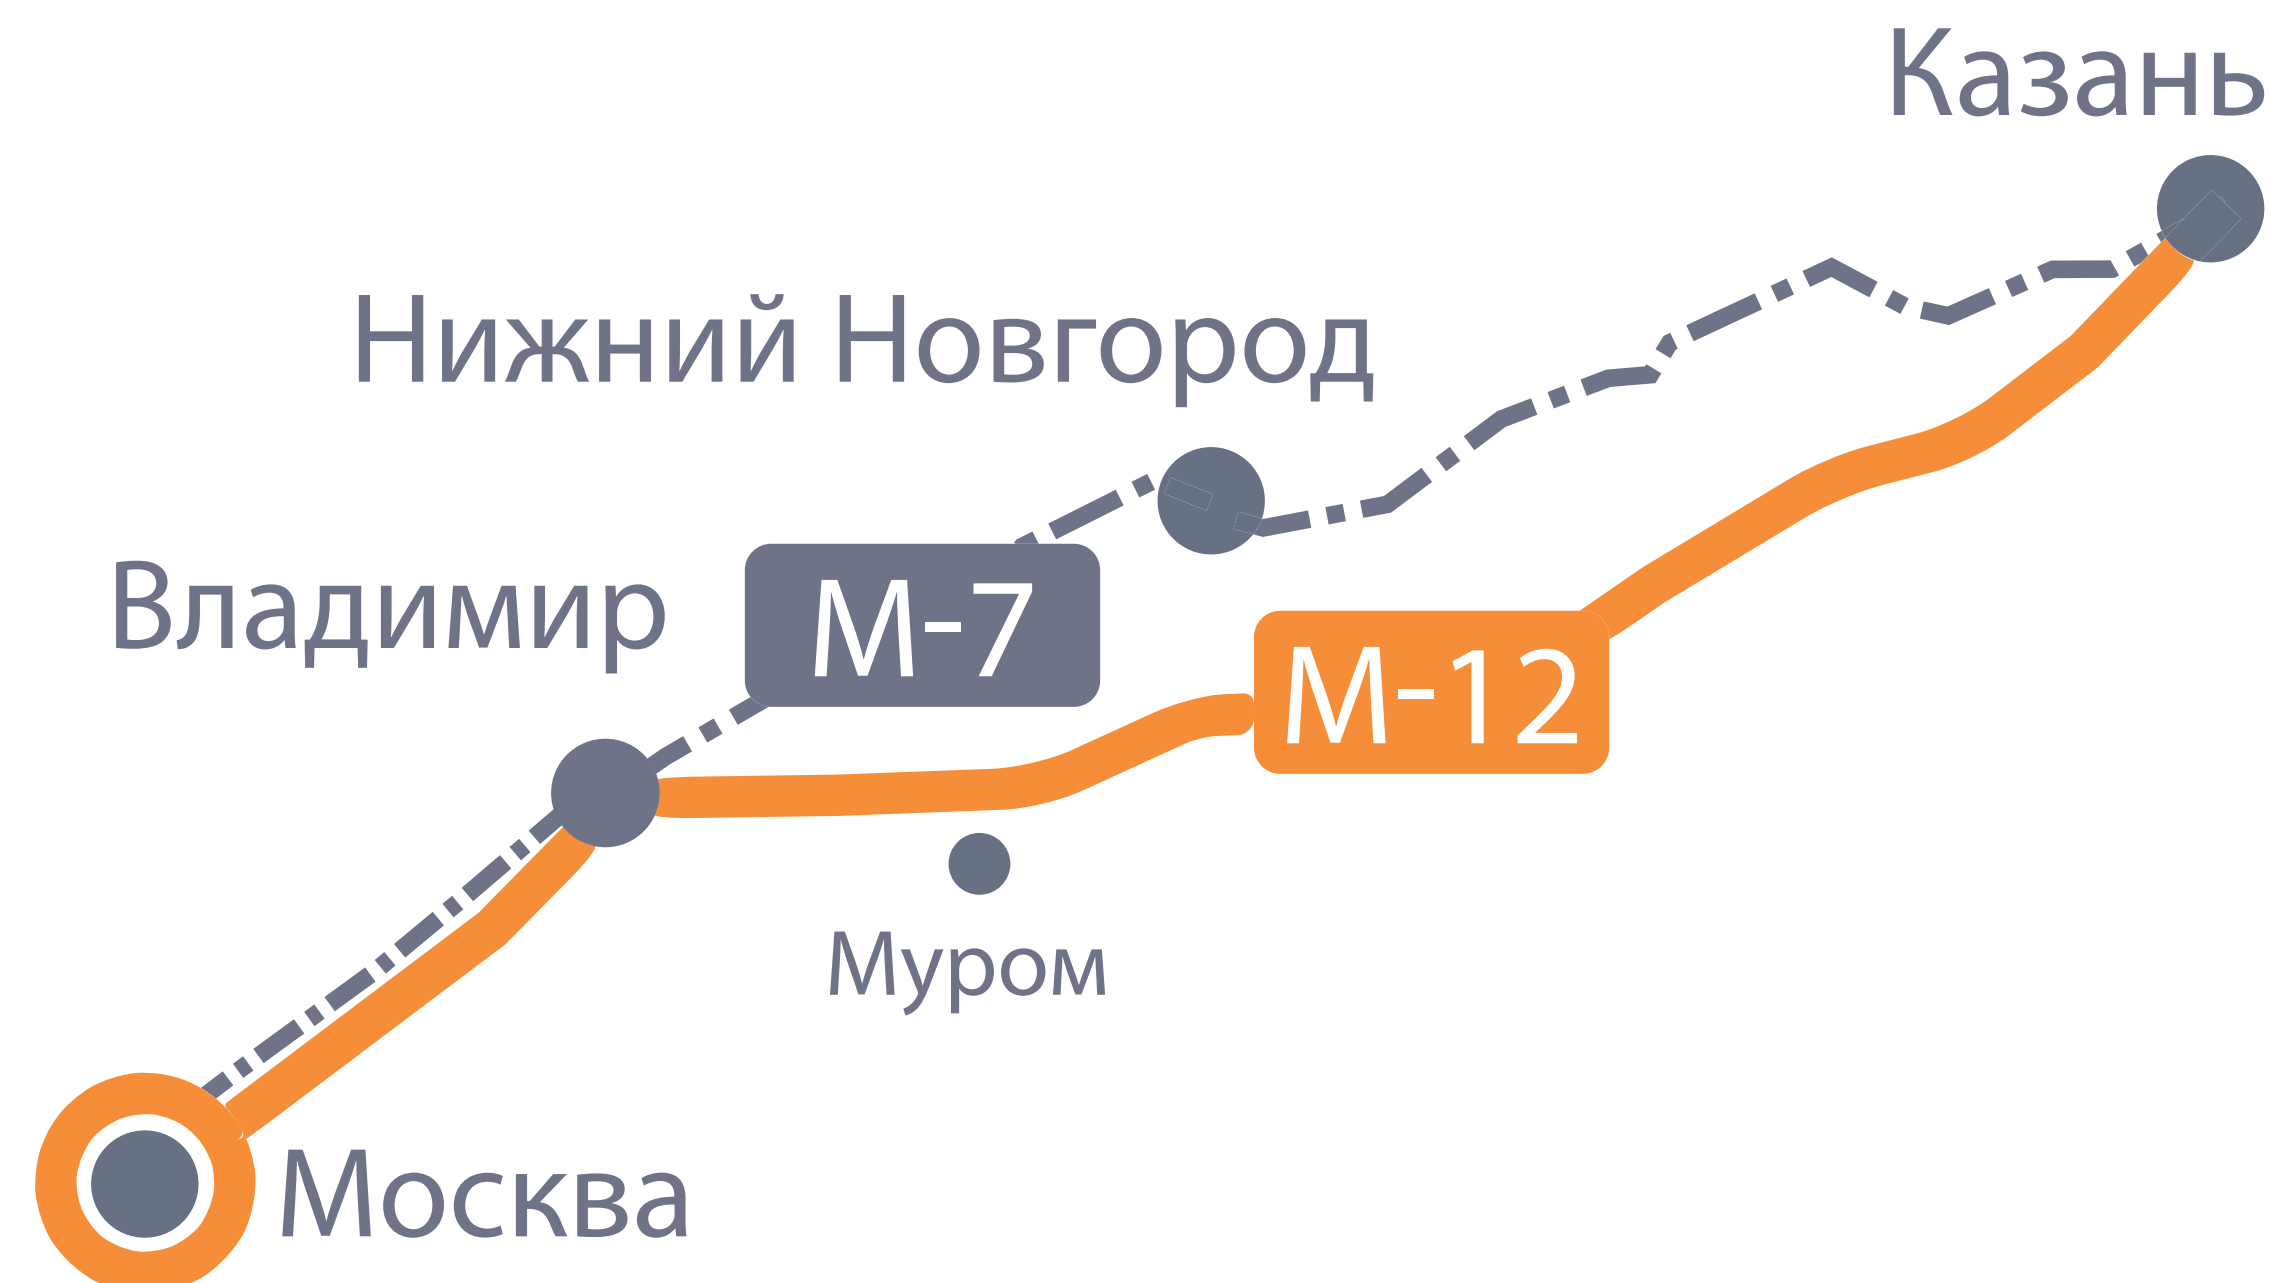 Казань
Нижний Новгород
Владимир
М-7
М-12
Муром
Москва